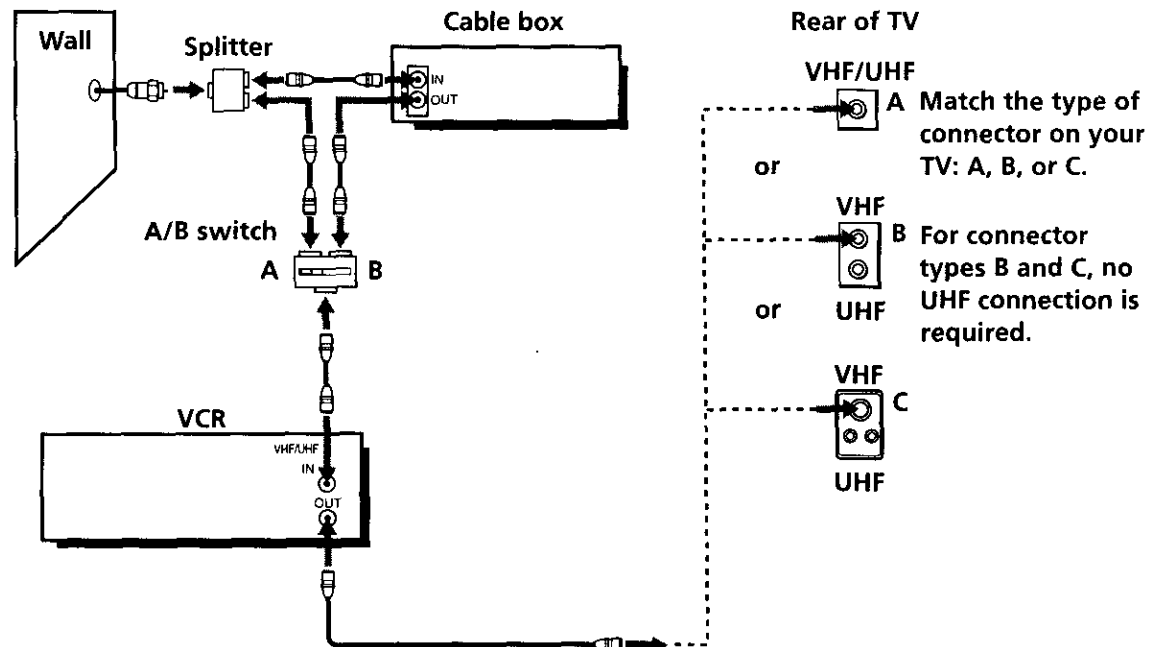 Cable box
Rear of TV
Wall
Splitter
IN
OUT
VHF/UHF
A
Match the type of
connector on your
TV: A, B, or C.
or
A/B switch
A
B
VHF
B
For connector
types B and C, no
UHF connection is
required.
UHF
or
VHF
C
UHF
VCR
VHF/UHF
IN
OUT